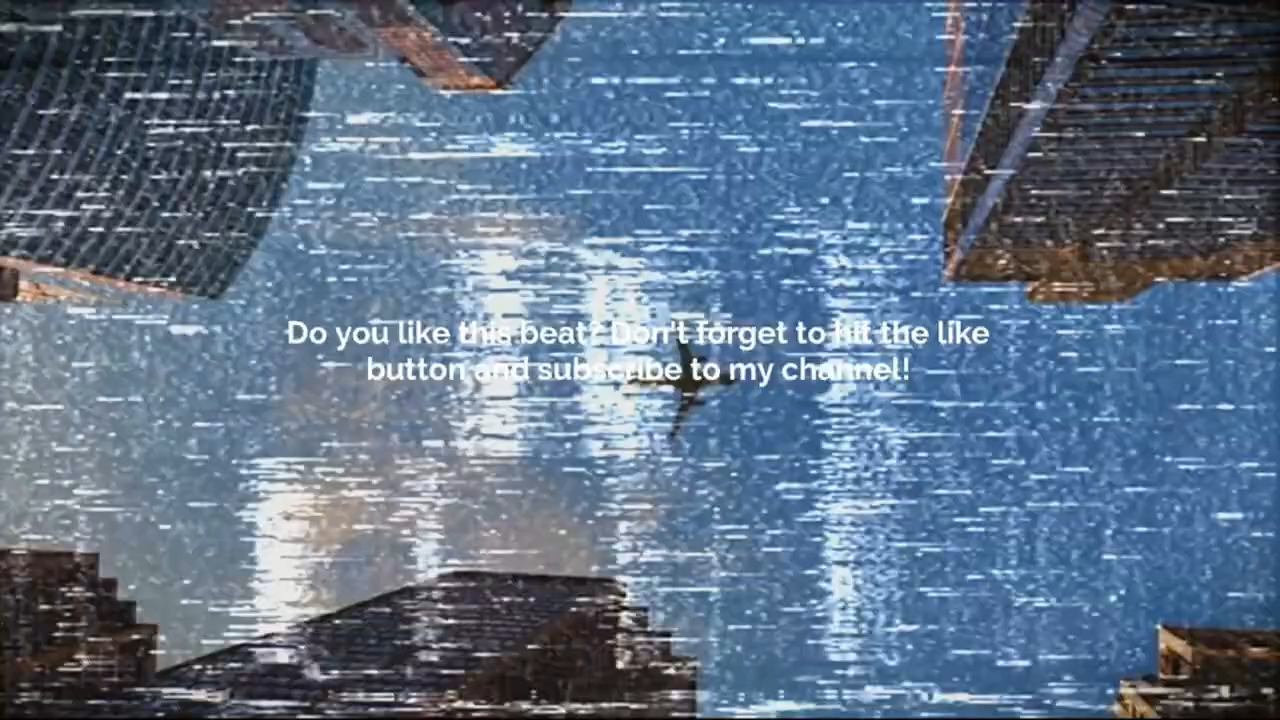 Do you like this beat? Don't forget to hit the like
button and subscribe to my channel!